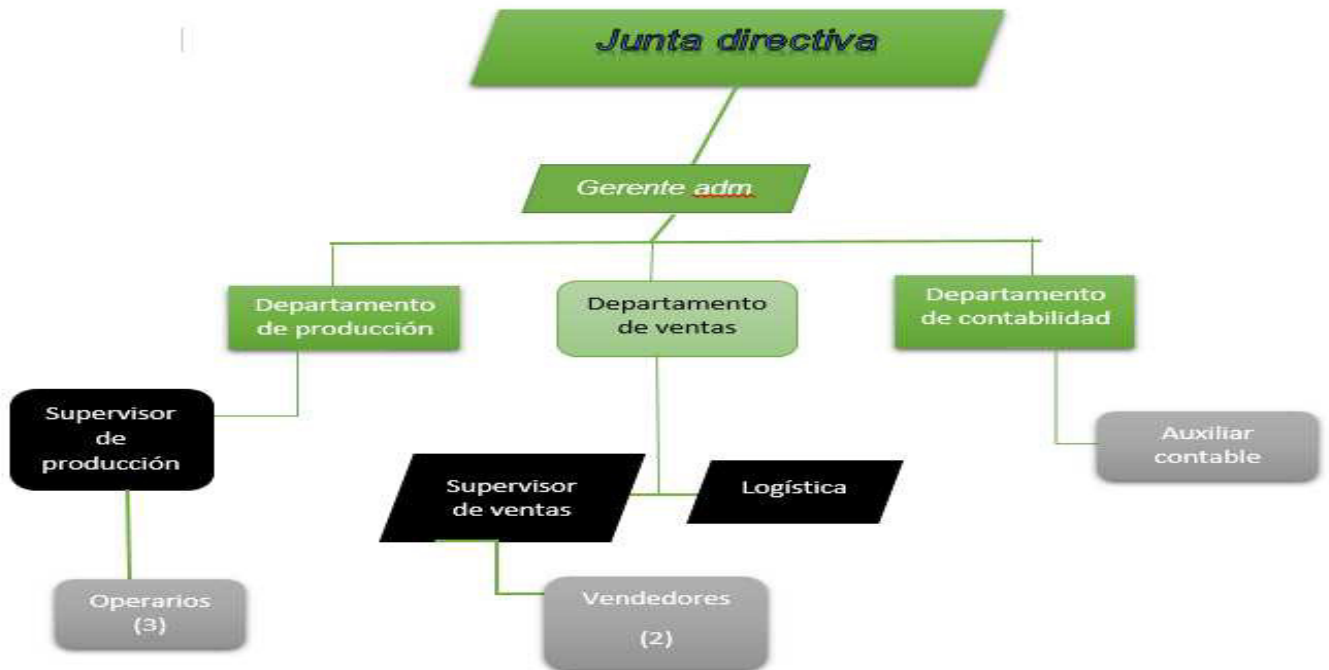 Junta directiva
Gerente adm
Departamento
de producción
Departamento
de ventas
Departamento
de contabilidad
Supervisor
de
producción
Supervisor
de ventas
Logística
Auxiliar
contable
Operarios
(3)
Vendedores
(2)